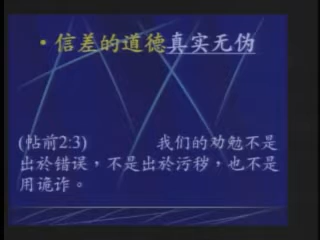 • 信差的道德真实无伪
(帖前2:3) 我们的劝勉不是
出於错误，不是出於污秽，也不是
用诡诈。